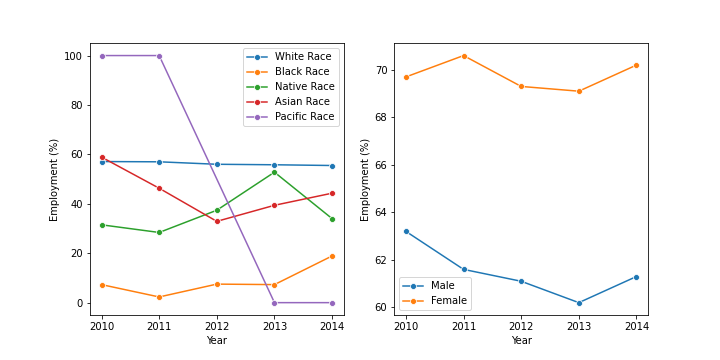 100
80
60
40
20
0
Employment (%)
2010 2011 2012 2013 2014
Year
White Race
Black Race
Native Race
Asian Race
Pacific Race
70
68
66
64
62
60
Employment (%)
2010 2011 2012 2013 2014
Year
Male
Female